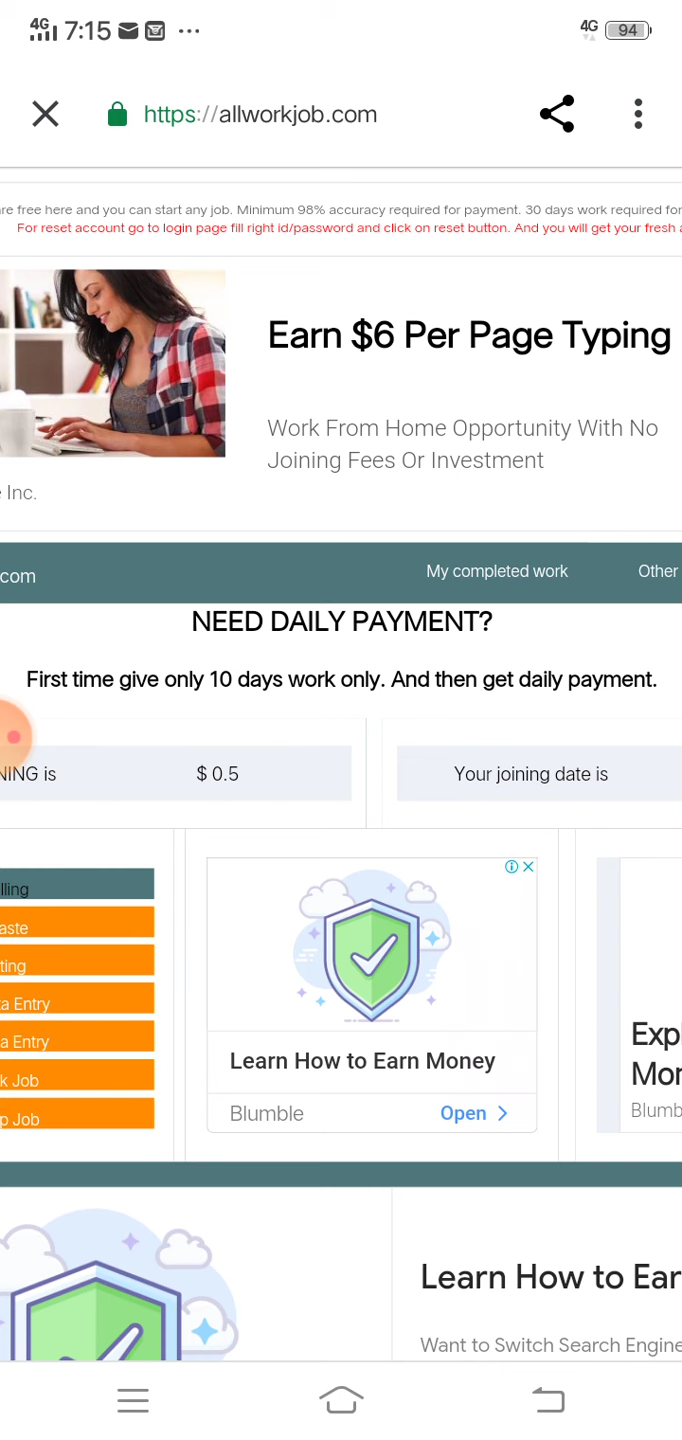 4G 7:15 ... 4G 94
https://allworkjob.com
re free here and you can start any job. Minimum 98% accuracy required for payment. 30 days work required for
For reset account go to login page fill right id/password and click on reset button. And you will get your fresh a
Earn $6 Per Page Typing
Work From Home Opportunity With No
Joining Fees Or Investment
e Inc.
com My completed work Other
NEED DAILY PAYMENT?
First time give only 10 days work only. And then get daily payment.
NING is $ 0.5 Your joining date is
lling
aste
ting
ta Entry
a Entry
k Job
p Job
Learn How to Earn Money
Blumble Open
Expl
Mon
Blumb
Learn How to Ear
Want to Switch Search Engine